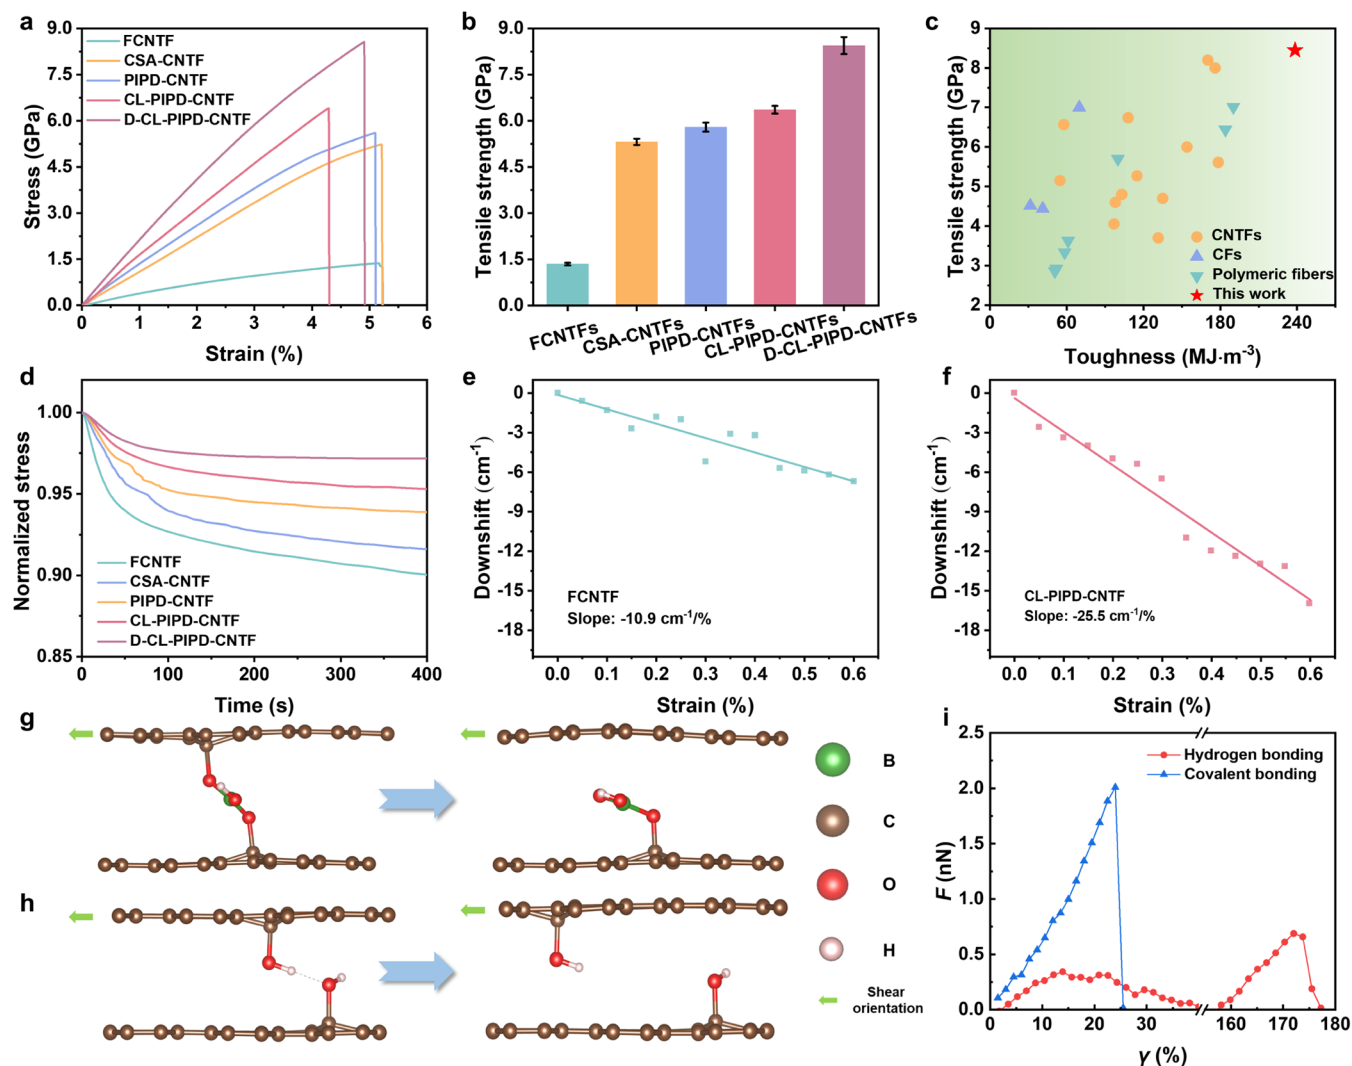 a
Stress (GPa)
9.0
7.5
6.0
4.5
3.0
1.5
0.0
FCNTF
CSA-CNTF
PIPD-CNTF
CL-PIPD-CNTF
D-CL-PIPD-CNTF
0 1 2 3 4 5 6
Strain (%)
b
Tensile strength (GPa)
9.0
7.5
6.0
4.5
3.0
1.5
0.0
FCNTFs
CSA-CNTFs
PIPD-CNTFs
CL-PIPD-CNTFs
D-CL-PIPD-CNTFs
c
Tensile strength (GPa)
9
8
7
6
5
4
3
2
CNTFs
CFs
Polymeric fibers
This work
60 120 180 240
Toughness (MJ·m⁻³)
d
Normalized stress
1.00
0.95
0.90
0.85
FCNTF
CSA-CNTF
PIPD-CNTF
CL-PIPD-CNTF
D-CL-PIPD-CNTF
0 100 200 300 400
Time (s)
e
Downshift (cm⁻¹)
0
-3
-6
-9
-12
-15
-18
FCNTF
Slope: -10.9 cm⁻¹/%
0.0 0.1 0.2 0.3 0.4 0.5 0.6
Strain (%)
f
Downshift (cm⁻¹)
0
-3
-6
-9
-12
-15
-18
CL-PIPD-CNTF
Slope: -25.5 cm⁻¹/%
0.0 0.1 0.2 0.3 0.4 0.5 0.6
Strain (%)
g
h
B
C
O
H
Shear
orientation
i
F (nN)
2.5
2.0
1.5
1.0
0.5
0.0
Hydrogen bonding
Covalent bonding
0 10 20 30 160 170 180
γ (%)